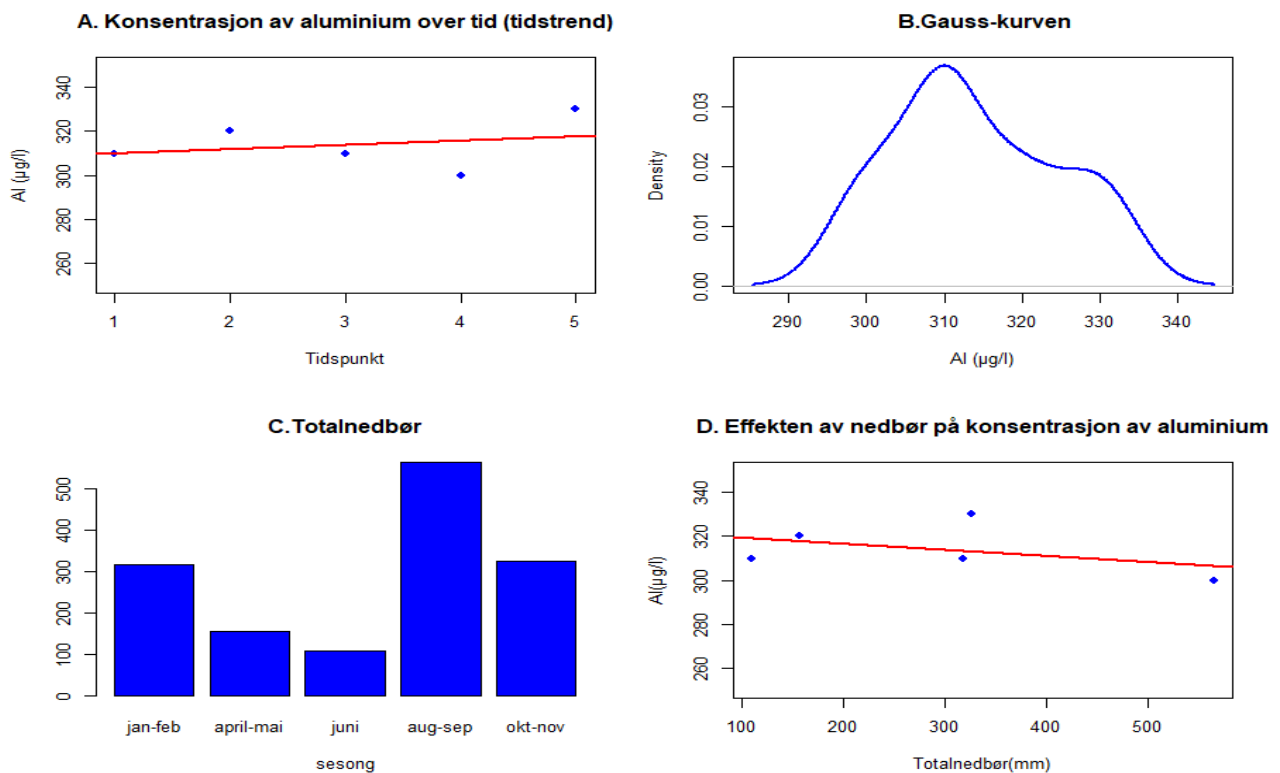 A. Konsentrasjon av aluminium over tid (tidstrend)
Al (µg/l)
340
320
300
280
260
1 2 3 4 5
Tidspunkt
B.Gauss-kurven
Density
0.03
0.02
0.01
0.00
290 300 310 320 330 340
Al (µg/l)
C.Totalnedbør
500
400
300
200
100
0
jan-feb april-mai juni aug-sep okt-nov
sesong
D. Effekten av nedbør på konsentrasjon av aluminium
Al(µg/l)
340
320
300
280
260
100 200 300 400 500
Totalnedbør(mm)